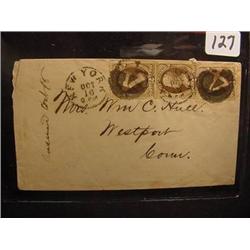 127
NEW YORK
OCT
10
Mrs. Wm C. Hull.
Westport
Conn.